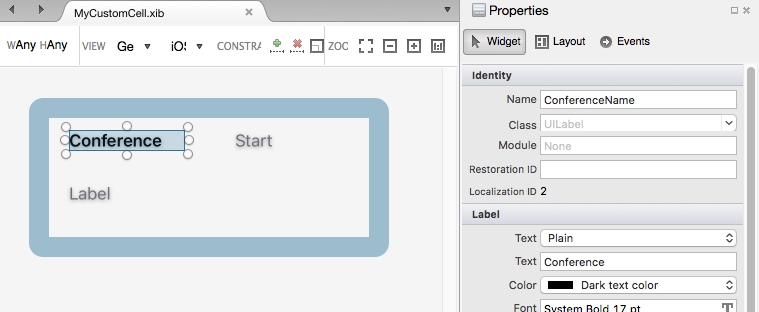 MyCustomCell.xib
wAny hAny
VIEW
Ge
CONSTRA
Conference
Start
Label
Properties
Widget
Layout
Events
Identity
Name ConferenceName
Class UILabel
Module None
Restoration ID
Localization ID 2
Label
Text Plain
Text Conference
Color Dark text color
Font System Bold 17 pt